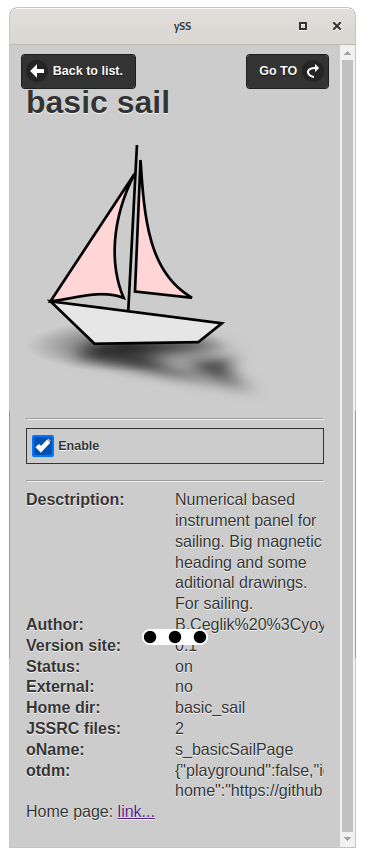 ySS
Back to list.
Go TO
basic sail
Enable
Desctription: Numerical based
instrument panel for
sailing. Big magnetic
heading and some
aditional drawings.
For sailing.
Author: B.Ceglik%20%3Cyoy
Version site: 0.1
Status: on
External: no
Home dir: basic_sail
JSSRC files: 2
oName: s_basicSailPage
otdm: {"playground":false,"i
home":"https://github
Home page: link...